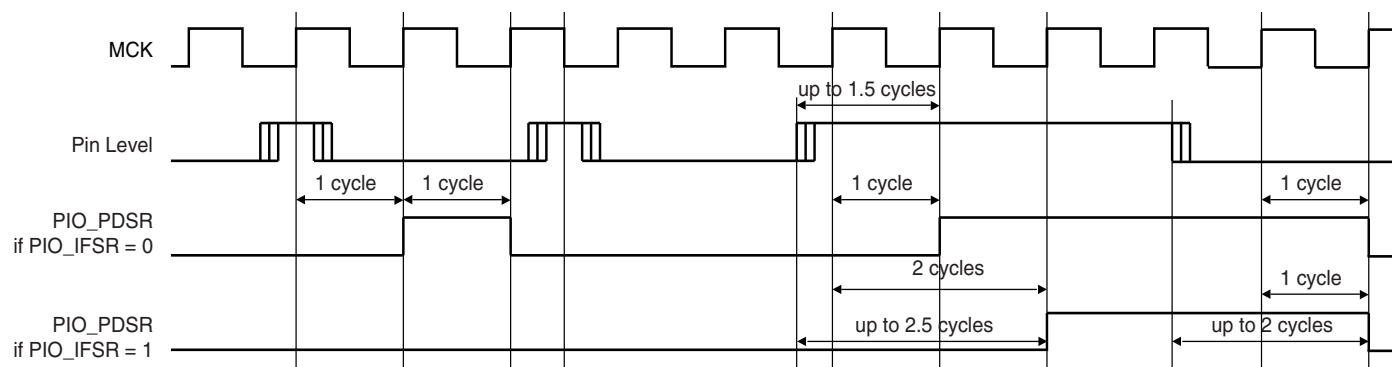 MCK
up to 1.5 cycles
Pin Level
1 cycle
1 cycle
1 cycle
1 cycle
PIO_PDSR
if PIO_IFSR = 0
2 cycles
1 cycle
PIO_PDSR
if PIO_IFSR = 1
up to 2.5 cycles
up to 2 cycles